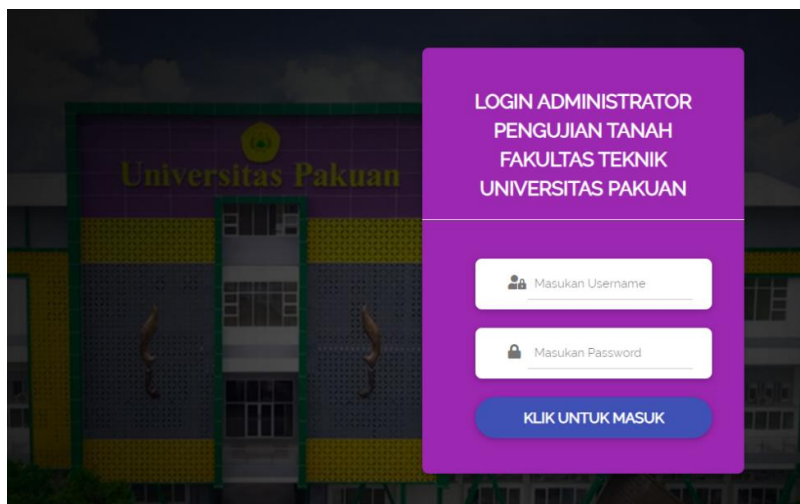 Universitas Pakuan
LOGIN ADMINISTRATOR
PENGUJIAN TANAH
FAKULTAS TEKNIK
UNIVERSITAS PAKUAN
Masukan Username
Masukan Password
KLIK UNTUK MASUK